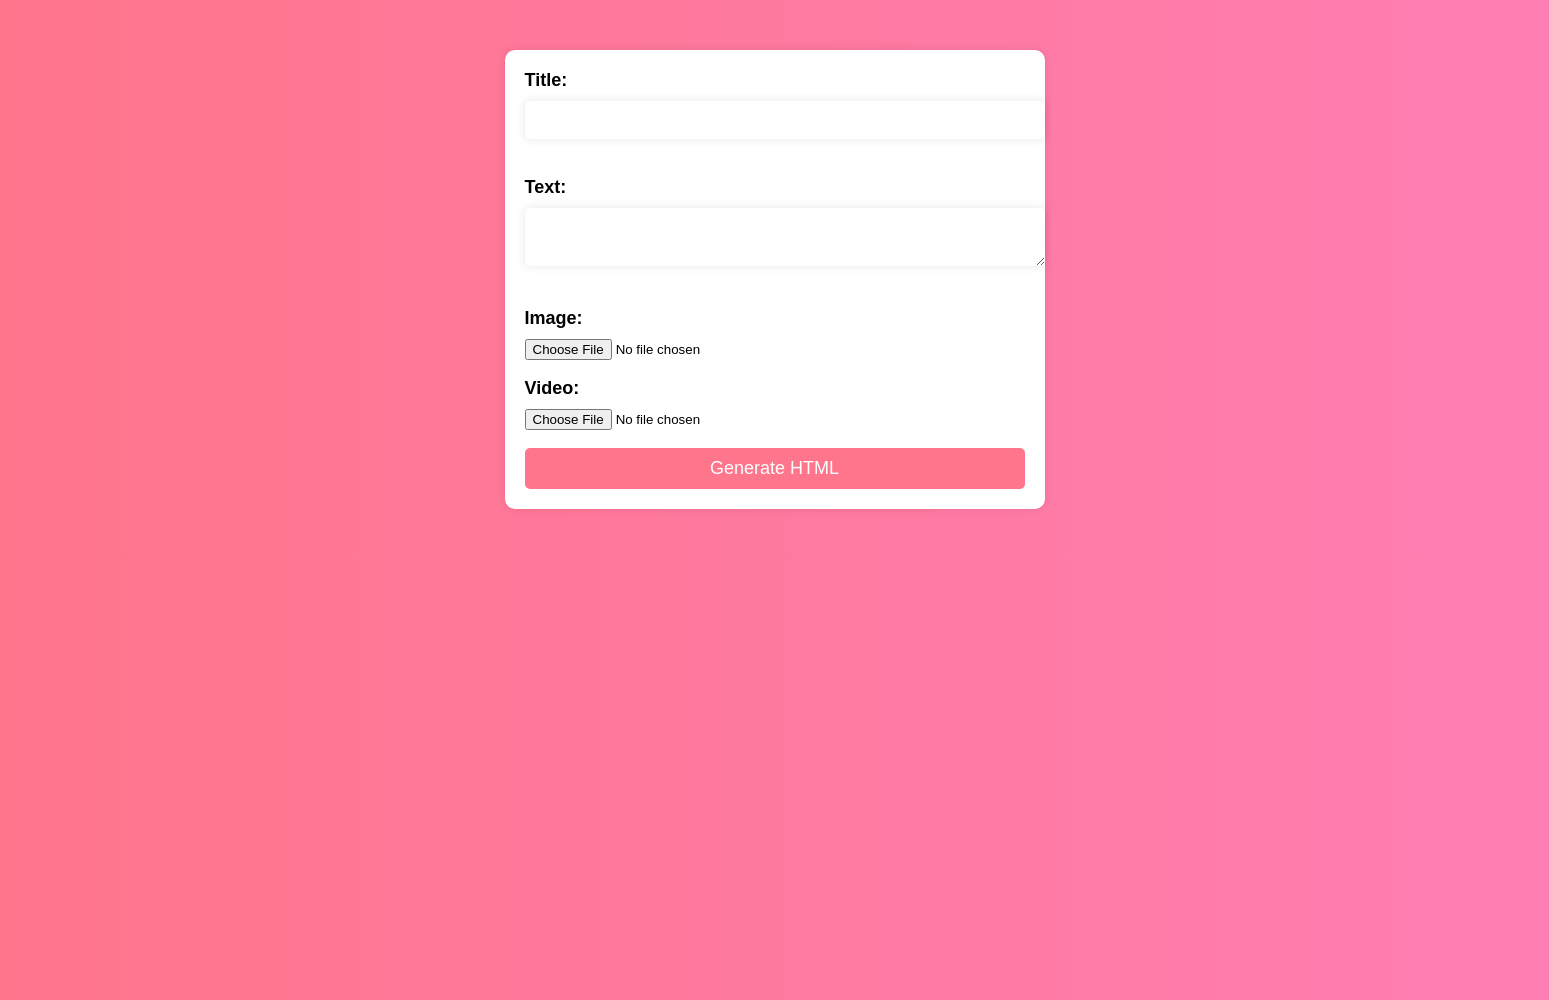 Title:
Text:
Image:
Choose File No file chosen
Video:
Choose File No file chosen
Generate HTML